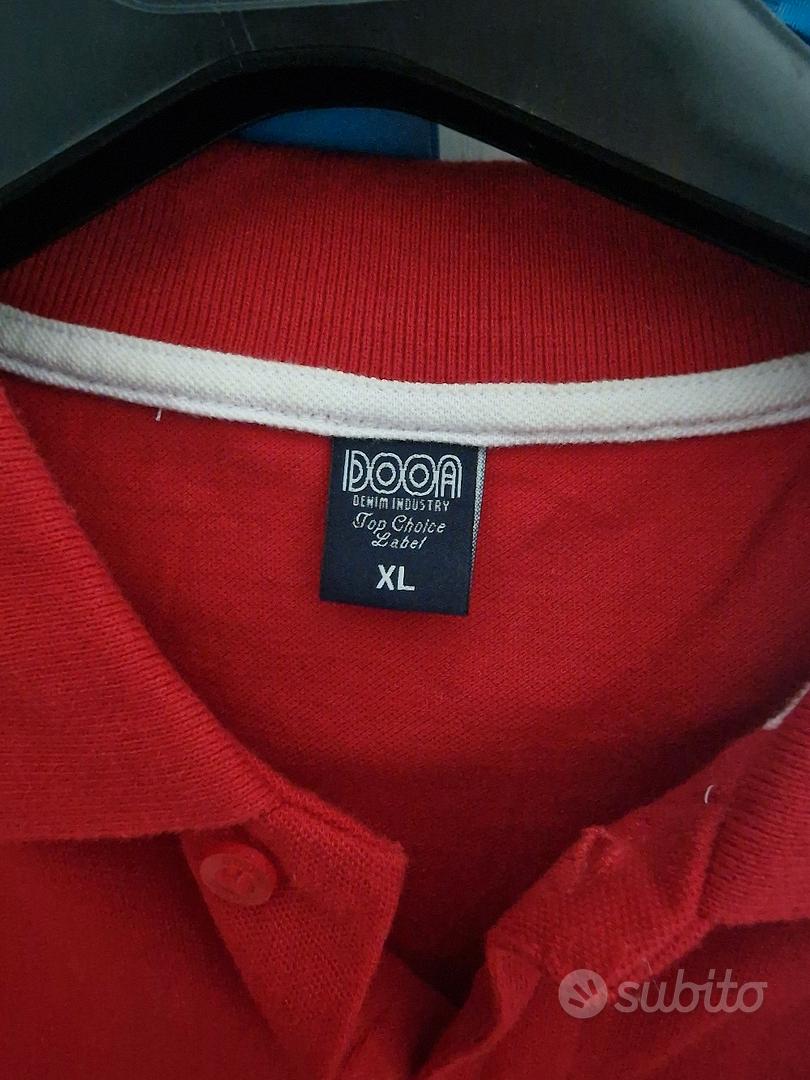 DOOA
DENIM INDUSTRY
Top Choice
Label
XL
subito